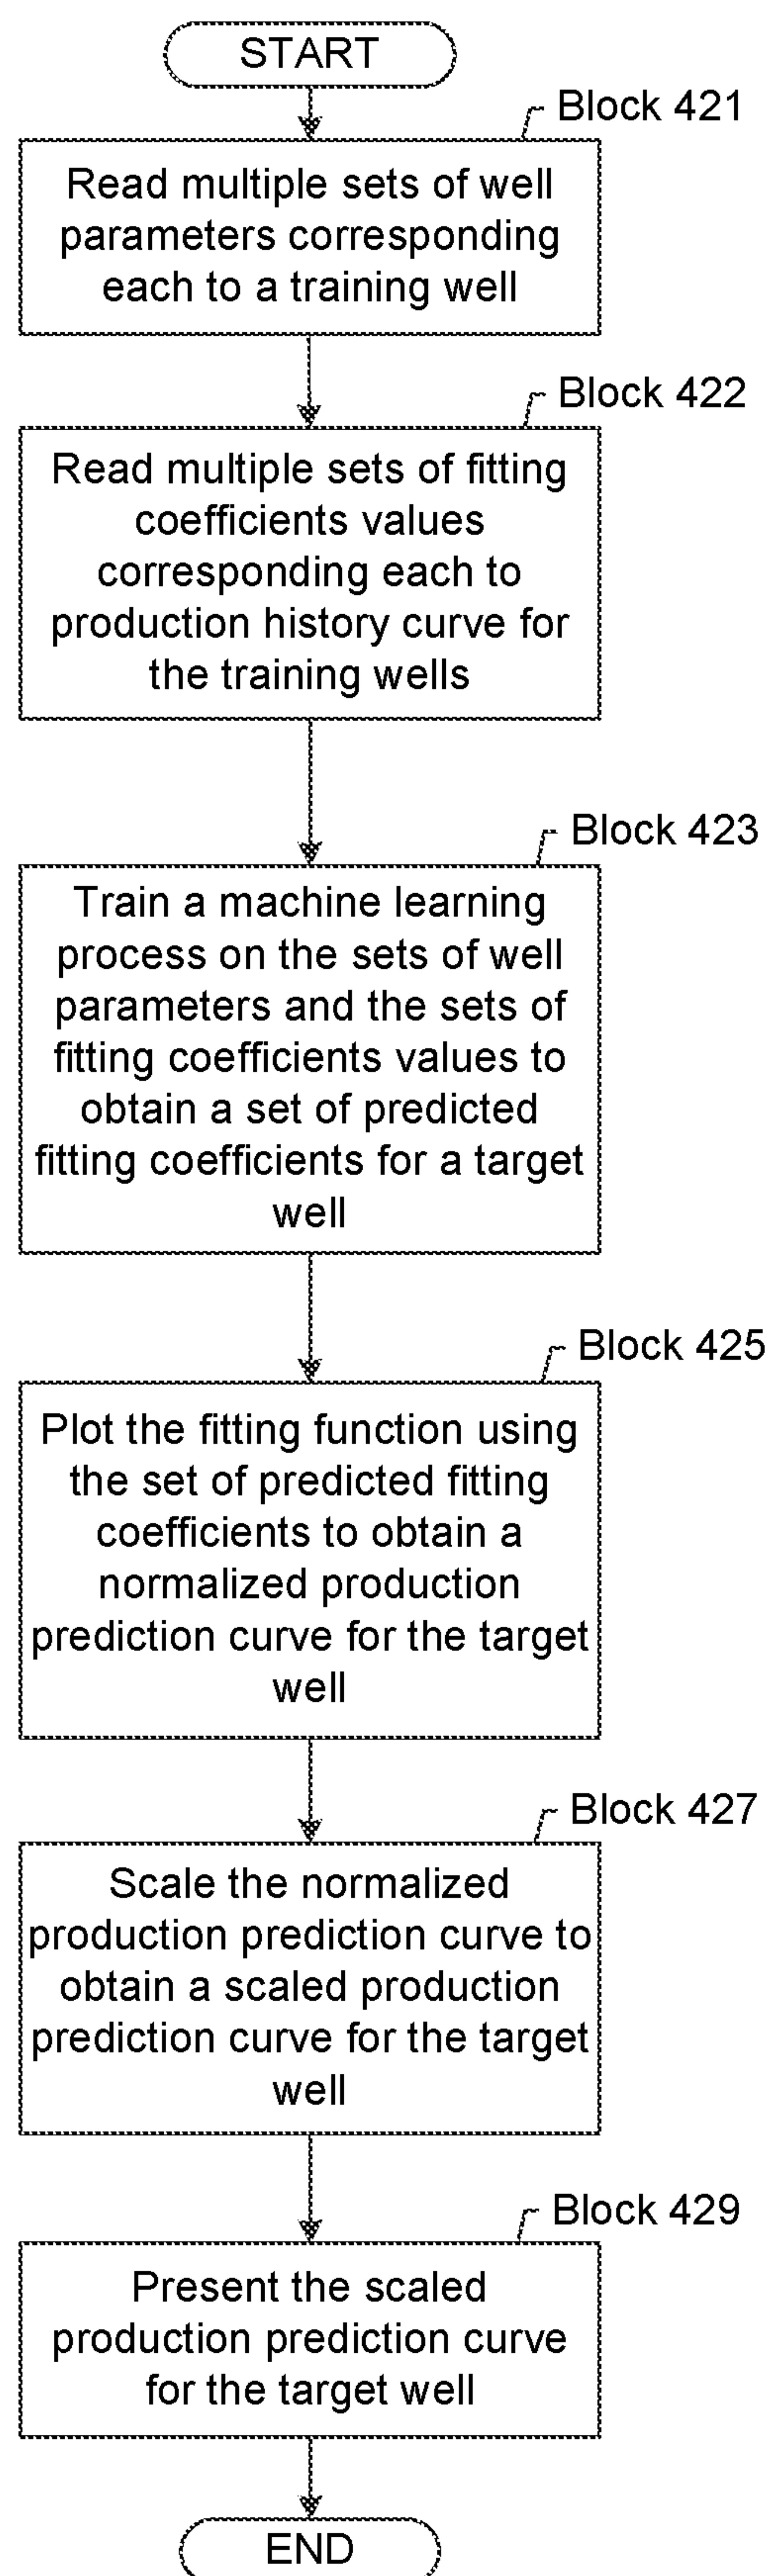 START
Block 421
Read multiple sets of well
parameters corresponding
each to a training well
Block 422
Read multiple sets of fitting
coefficients values
corresponding each to
production history curve for
the training wells
Block 423
Train a machine learning
process on the sets of well
parameters and the sets of
fitting coefficients values to
obtain a set of predicted
fitting coefficients for a target
well
Block 425
Plot the fitting function using
the set of predicted fitting
coefficients to obtain a
normalized production
prediction curve for the target
well
Block 427
Scale the normalized
production prediction curve to
obtain a scaled production
prediction curve for the target
well
Block 429
Present the scaled
production prediction curve
for the target well
END